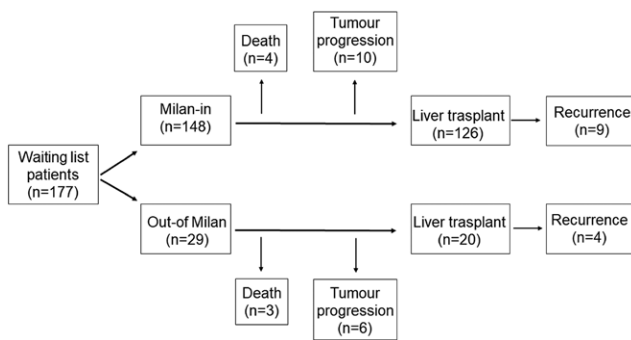 Death
(n=4)
Tumour
progression
(n=10)
Milan-in
(n=148)
Liver trasplant
(n=126)
Recurrence
(n=9)
Waiting list
patients
(n=177)
Out-of Milan
(n=29)
Liver trasplant
(n=20)
Recurrence
(n=4)
Death
(n=3)
Tumour
progression
(n=6)